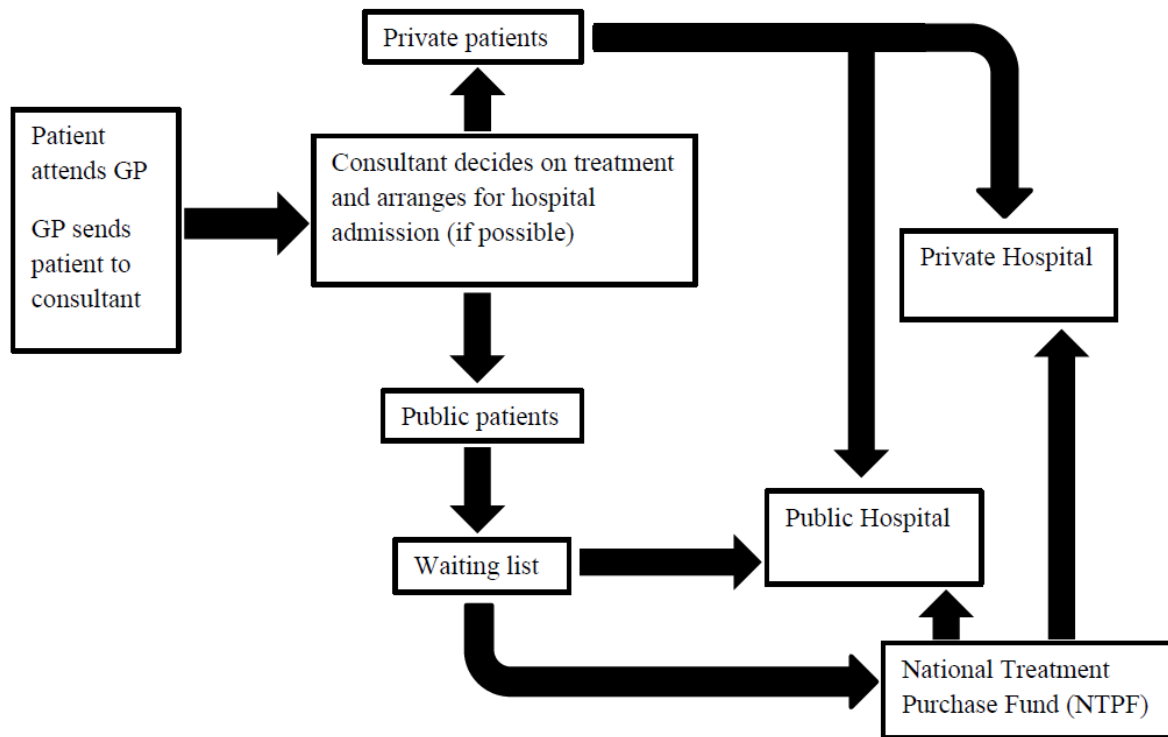 Private patients
Patient
attends GP
GP sends
patient to
consultant
Consultant decides on treatment
and arranges for hospital
admission (if possible)
Private Hospital
Public patients
Public Hospital
Waiting list
National Treatment
Purchase Fund (NTPF)